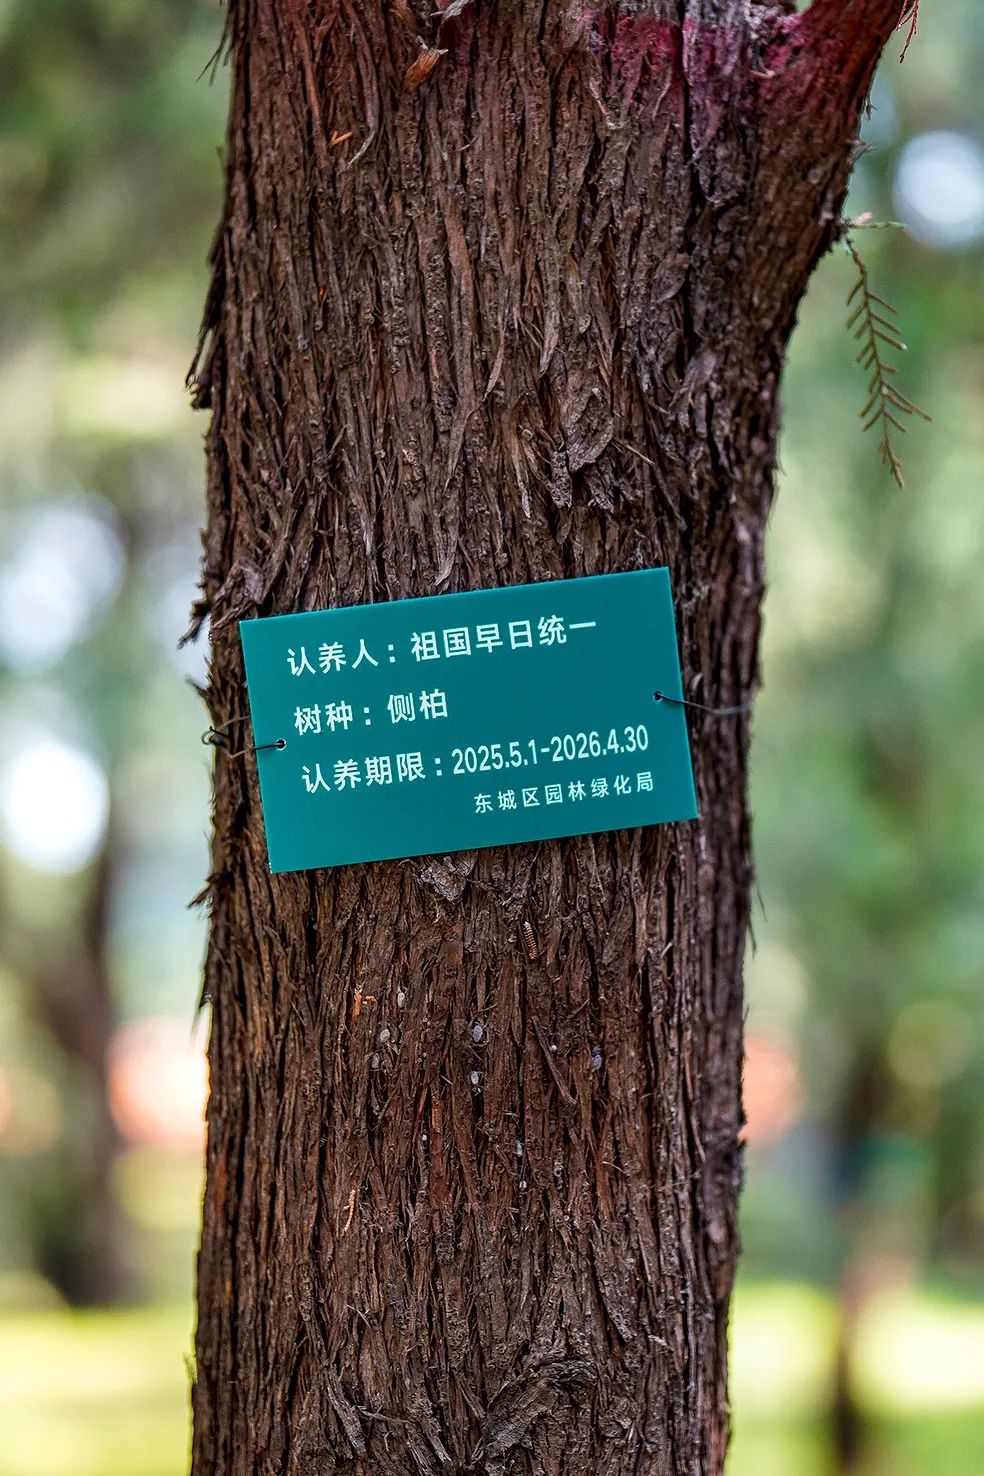 认养人：祖国早日统一
树种：侧柏
认养期限：2025.5.1-2026.4.30
东城区园林绿化局